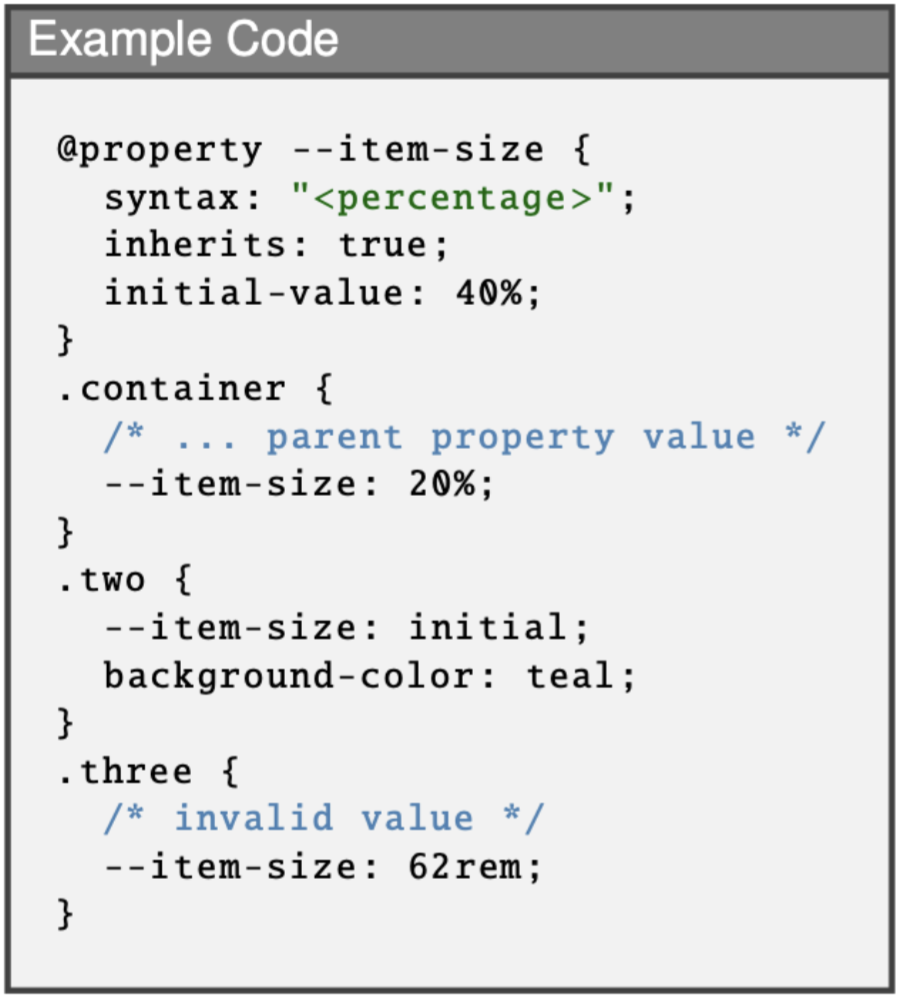 Example Code
@property --item-size {
  syntax: "<percentage>";
  inherits: true;
  initial-value: 40%;
}
.container {
  /* ... parent property value */
  --item-size: 20%;
}
.two {
  --item-size: initial;
  background-color: teal;
}
.three {
  /* invalid value */
  --item-size: 62rem;
}